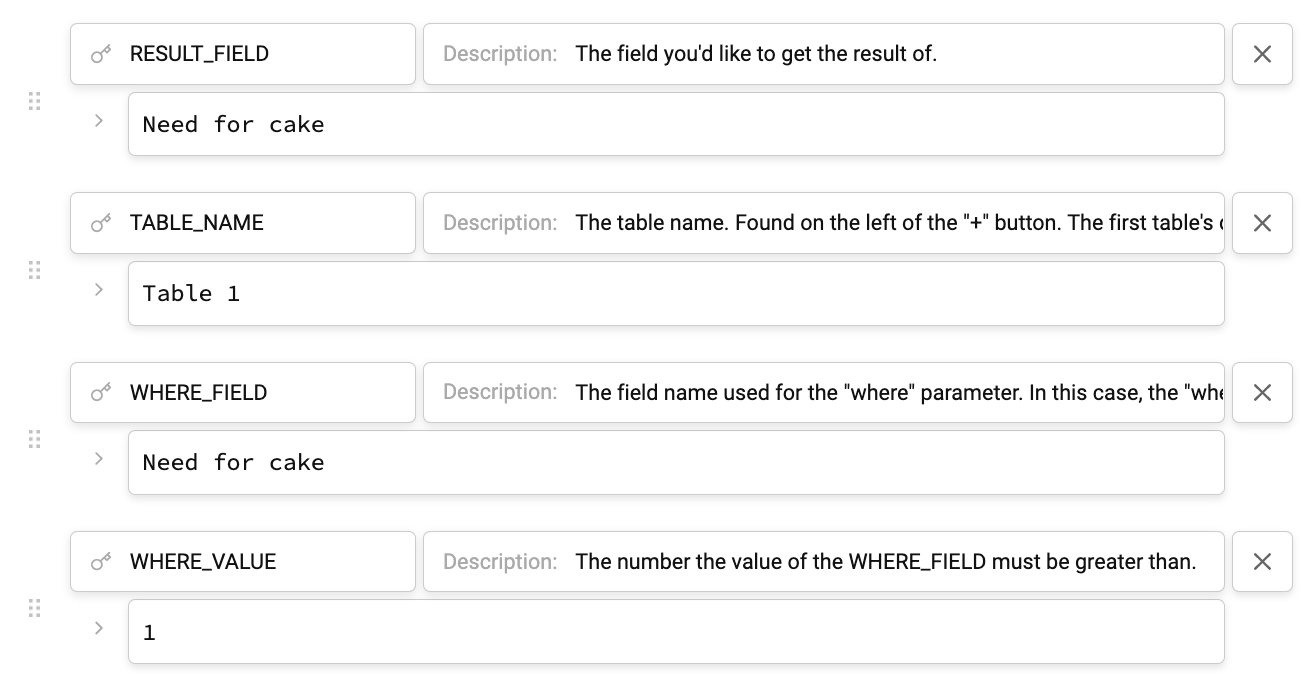 RESULT_FIELD Description: The field you'd like to get the result of.
Need for cake
TABLE_NAME Description: The table name. Found on the left of the "+" button. The first table's
Table 1
WHERE_FIELD Description: The field name used for the "where" parameter. In this case, the
Need for cake
WHERE_VALUE Description: The number the value of the WHERE_FIELD must be greater than.
1